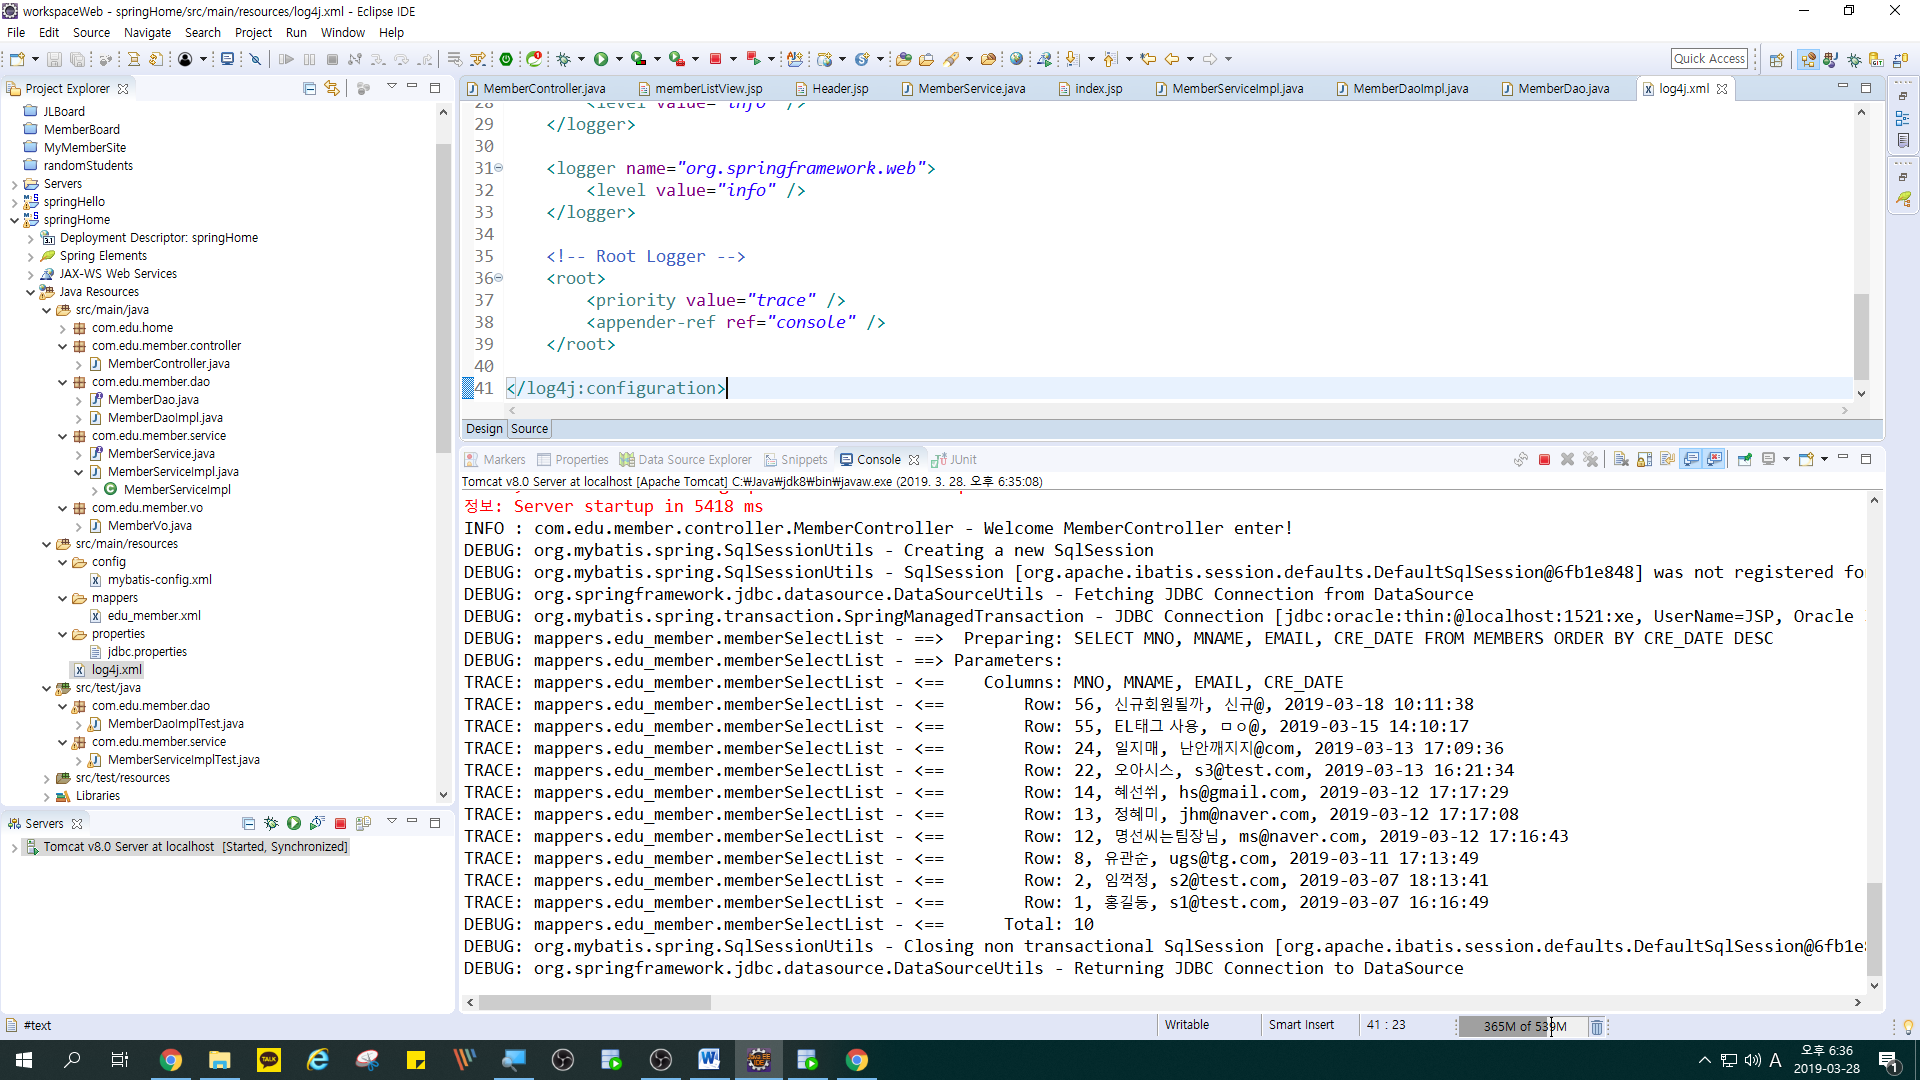 workspaceWeb - springHome/src/main/resources/log4j.xml - Eclipse IDE
File Edit Source Navigate Search Project Run Window Help
Quick Access
Project Explorer
JLBoard
MemberBoard
MyMemberSite
randomStudents
Servers
springHello
springHome
Deployment Descriptor: springHome
Spring Elements
JAX-WS Web Services
Java Resources
src/main/java
com.edu.home
com.edu.member.controller
MemberController.java
com.edu.member.dao
MemberDao.java
MemberDaoImpl.java
com.edu.member.service
MemberService.java
MemberServiceImpl.java
MemberServiceImpl
com.edu.member.vo
MemberVo.java
src/main/resources
config
mybatis-config.xml
mappers
edu_member.xml
properties
jdbc.properties
log4j.xml
src/test/java
com.edu.member.dao
MemberDaoImplTest.java
com.edu.member.service
MemberServiceImplTest.java
src/test/resources
Libraries
Servers
Tomcat v8.0 Server at localhost [Started, Synchronized]
MemberController.java memberListView.jsp Header.jsp MemberService.java index.jsp MemberServiceImpl.java MemberDaoImpl.java MemberDao.java log4j.xml
28 <level value="info" />
29 </logger>
30
31 <logger name="org.springframework.web">
32 <level value="info" />
33 </logger>
34
35 <!-- Root Logger -->
36 <root>
37 <priority value="trace" />
38 <appender-ref ref="console" />
39 </root>
40
41 </log4j:configuration>
Design Source
Markers Properties Data Source Explorer Snippets Console JUnit
Tomcat v8.0 Server at localhost [Apache Tomcat] C:₩Java₩jdk8₩bin₩javaw.exe (2019. 3. 28. 오후 6:35:08)
정보: Server startup in 5418 ms
INFO : com.edu.member.controller.MemberController - Welcome MemberController enter!
DEBUG: org.mybatis.spring.SqlSessionUtils - Creating a new SqlSession
DEBUG: org.mybatis.spring.SqlSessionUtils - SqlSession [org.apache.ibatis.session.defaults.DefaultSqlSession@6fb1e848] was not registered fo
DEBUG: org.springframework.jdbc.datasource.DataSourceUtils - Fetching JDBC Connection from DataSource
DEBUG: org.mybatis.spring.transaction.SpringManagedTransaction - JDBC Connection [jdbc:oracle:thin:@localhost:1521:xe, UserName=JSP, Oracle
DEBUG: mappers.edu_member.memberSelectList - ==> Preparing: SELECT MNO, MNAME, EMAIL, CRE_DATE FROM MEMBERS ORDER BY CRE_DATE DESC
DEBUG: mappers.edu_member.memberSelectList - ==> Parameters:
TRACE: mappers.edu_member.memberSelectList - <== Columns: MNO, MNAME, EMAIL, CRE_DATE
TRACE: mappers.edu_member.memberSelectList - <== Row: 56, 신규회원될까, 신규@, 2019-03-18 10:11:38
TRACE: mappers.edu_member.memberSelectList - <== Row: 55, EL태그 사용, ㅁㅇ@, 2019-03-15 14:10:17
TRACE: mappers.edu_member.memberSelectList - <== Row: 24, 일지매, 난안깨지지@com, 2019-03-13 17:09:36
TRACE: mappers.edu_member.memberSelectList - <== Row: 22, 오아시스, s3@test.com, 2019-03-13 16:21:34
TRACE: mappers.edu_member.memberSelectList - <== Row: 14, 혜선쒸, hs@gmail.com, 2019-03-12 17:17:29
TRACE: mappers.edu_member.memberSelectList - <== Row: 13, 정혜미, jhm@naver.com, 2019-03-12 17:17:08
TRACE: mappers.edu_member.memberSelectList - <== Row: 12, 명선씨는팀장님, ms@naver.com, 2019-03-12 17:16:43
TRACE: mappers.edu_member.memberSelectList - <== Row: 8, 유관순, ugs@tg.com, 2019-03-11 17:13:49
TRACE: mappers.edu_member.memberSelectList - <== Row: 2, 임꺽정, s2@test.com, 2019-03-07 18:13:41
TRACE: mappers.edu_member.memberSelectList - <== Row: 1, 홍길동, s1@test.com, 2019-03-07 16:16:49
DEBUG: mappers.edu_member.memberSelectList - <== Total: 10
DEBUG: org.mybatis.spring.SqlSessionUtils - Closing non transactional SqlSession [org.apache.ibatis.session.defaults.DefaultSqlSession@6fb1e
DEBUG: org.springframework.jdbc.datasource.DataSourceUtils - Returning JDBC Connection to DataSource
#text Writable Smart Insert 41 : 23 365M of 539M
TALK
A 오후 6:36
2019-03-28
1